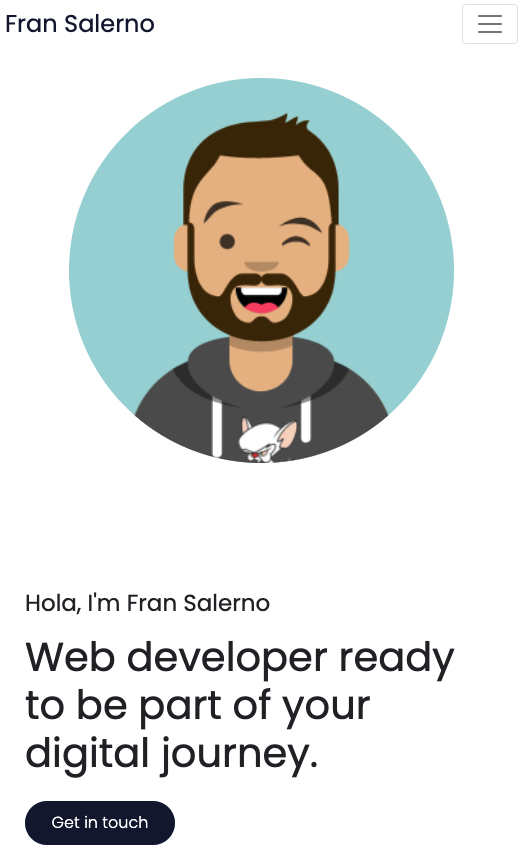 Fran Salerno
Hola, I'm Fran Salerno
Web developer ready
to be part of your
digital journey.
Get in touch